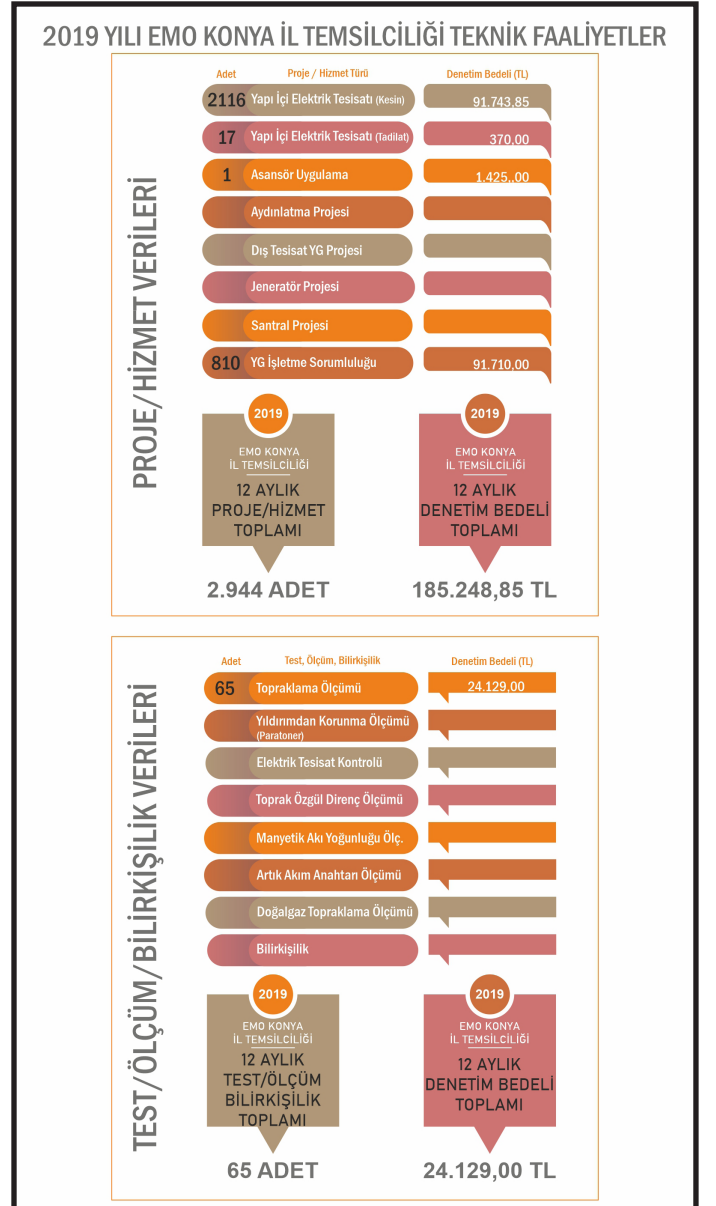 2019 YILI EMO KONYA İL TEMSİLCİLİĞİ TEKNİK FAALİYETLER
PROJE/HİZMET VERİLERİ
Adet Proje / Hizmet Türü Denetim Bedeli (TL)
2116 Yapı İçi Elektrik Tesisatı (Kesin) 91.743,85
17 Yapı İçi Elektrik Tesisatı (Tadilat) 370,00
1 Asansör Uygulama 1.425,,00
Aydınlatma Projesi
Dış Tesisat YG Projesi
Jeneratör Projesi
Santral Projesi
810 YG İşletme Sorumluluğu 91.710,00
2019
EMO KONYA
İL TEMSİLCİLİĞİ
12 AYLIK
PROJE/HİZMET
TOPLAMI
2.944 ADET
2019
EMO KONYA
İL TEMSİLCİLİĞİ
12 AYLIK
DENETİM BEDELİ
TOPLAMI
185.248,85 TL
TEST/ÖLÇÜM/BİLİRKİŞİLİK VERİLERİ
Adet Test, Ölçüm, Bilirkişilik Denetim Bedeli (TL)
65 Topraklama Ölçümü 24.129,00
Yıldırımdan Korunma Ölçümü
(Paratoner)
Elektrik Tesisat Kontrolü
Toprak Özgül Direnç Ölçümü
Manyetik Akı Yoğunluğu Ölç.
Artık Akım Anahtarı Ölçümü
Doğalgaz Topraklama Ölçümü
Bilirkişilik
2019
EMO KONYA
İL TEMSİLCİLİĞİ
12 AYLIK
TEST/ÖLÇÜM
BİLİRKİŞİLİK
TOPLAMI
65 ADET
2019
EMO KONYA
İL TEMSİLCİLİĞİ
12 AYLIK
DENETİM BEDELİ
TOPLAMI
24.129,00 TL